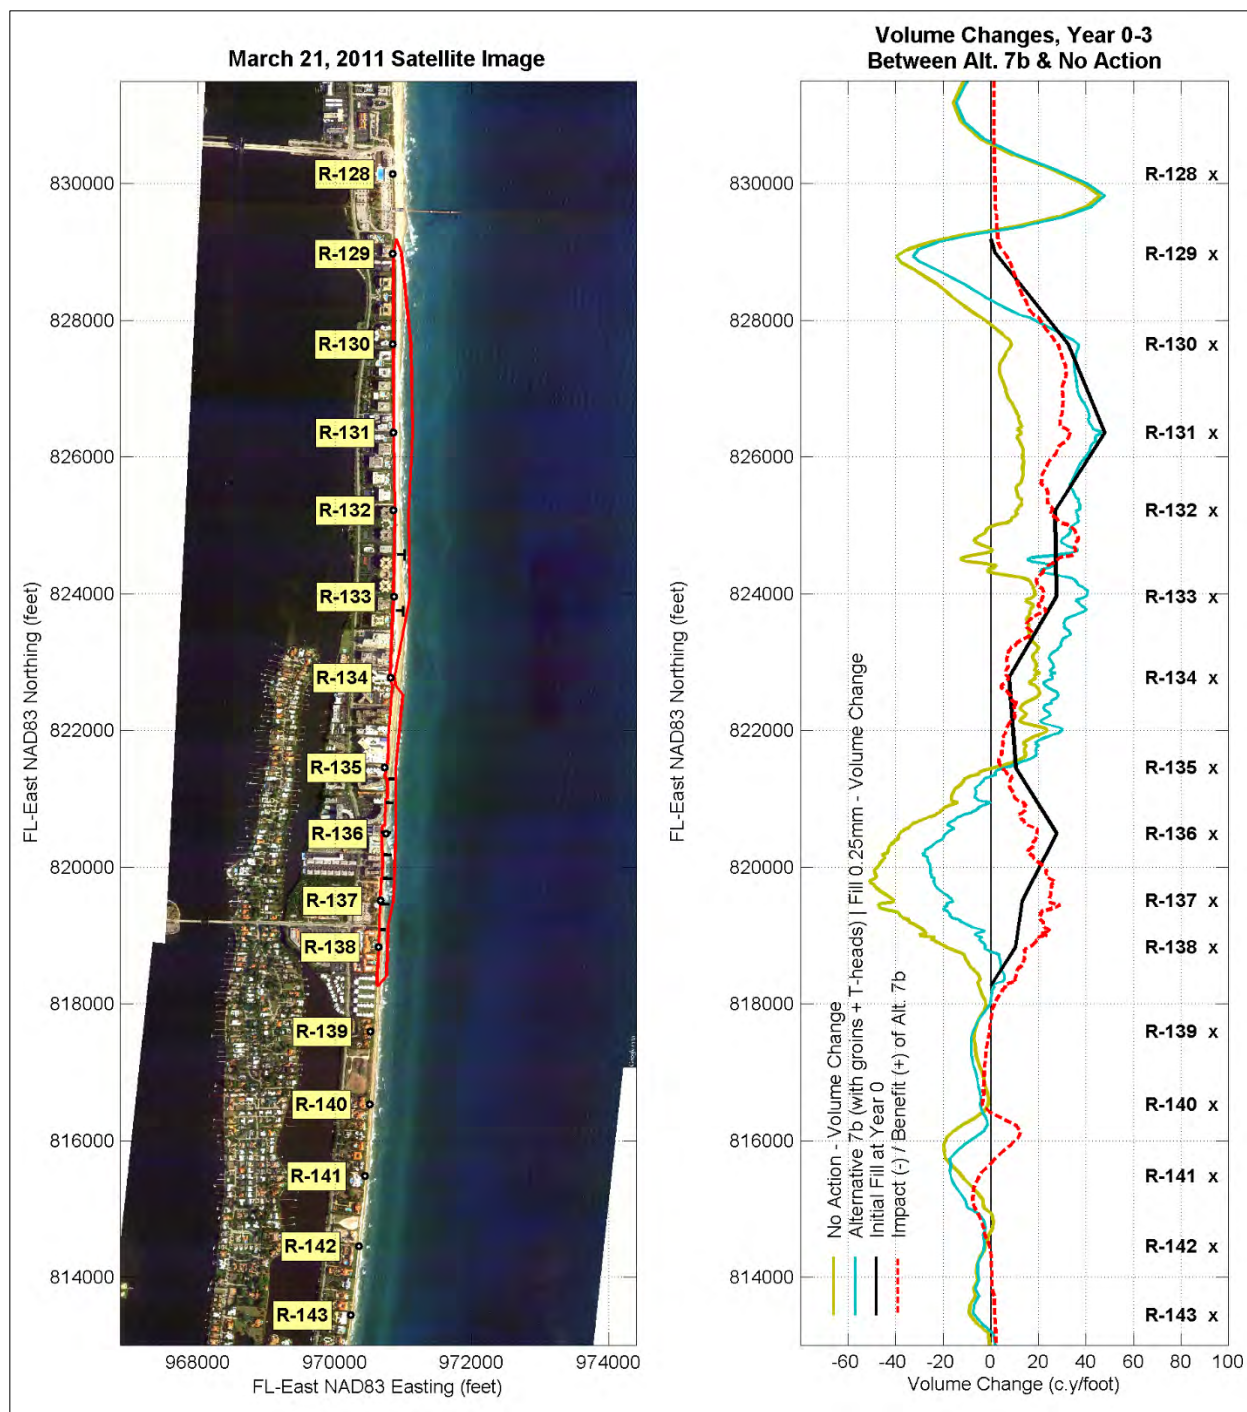 March 21, 2011 Satellite Image
FL-East NAD83 Northing (feet)
830000
828000
826000
824000
822000
820000
818000
816000
814000
R-128
R-129
R-130
R-131
R-132
R-133
R-134
R-135
R-136
R-137
R-138
R-139
R-140
R-141
R-142
R-143
968000
970000
972000
974000
FL-East NAD83 Easting (feet)
Volume Changes, Year 0-3
Between Alt. 7b & No Action
FL-East NAD83 Northing (feet)
830000
828000
826000
824000
822000
820000
818000
816000
814000
R-128 x
R-129 x
R-130 x
R-131 x
R-132 x
R-133 x
R-134 x
R-135 x
R-136 x
R-137 x
R-138 x
R-139 x
R-140 x
R-141 x
R-142 x
R-143 x
No Action - Volume Change
Alternative 7b (with groins + T-heads) | Fill 0.25mm - Volume Change
Initial Fill at Year 0
Impact (-) / Benefit (+) of Alt. 7b
-60
-40
-20
0
20
40
60
80
100
Volume Change (c.y/foot)